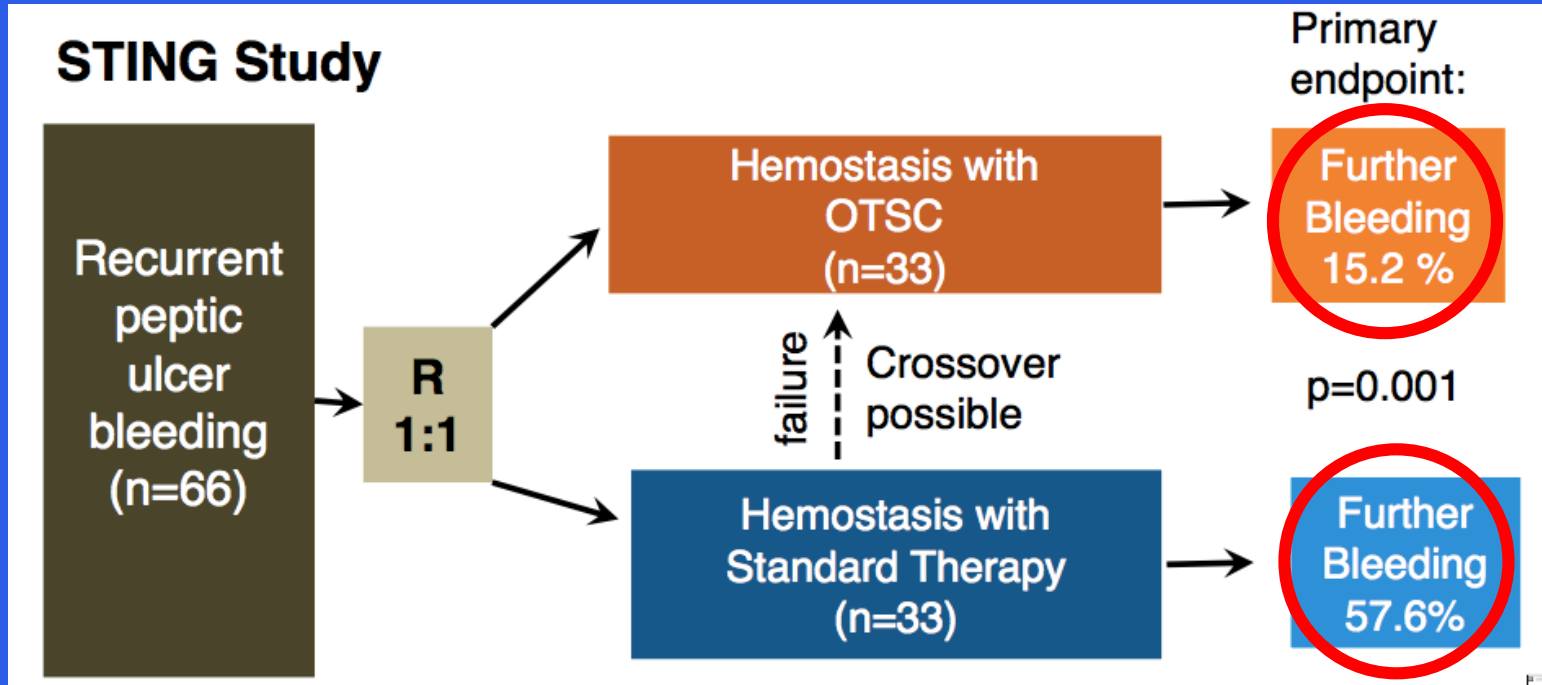 STING Study
Primary
endpoint:
Recurrent
peptic
ulcer
bleeding
(n=66)
R
1:1
Hemostasis with
OTSC
(n=33)
Further
Bleeding
15.2 %
failure
Crossover
possible
p=0.001
Hemostasis with
Standard Therapy
(n=33)
Further
Bleeding
57.6%